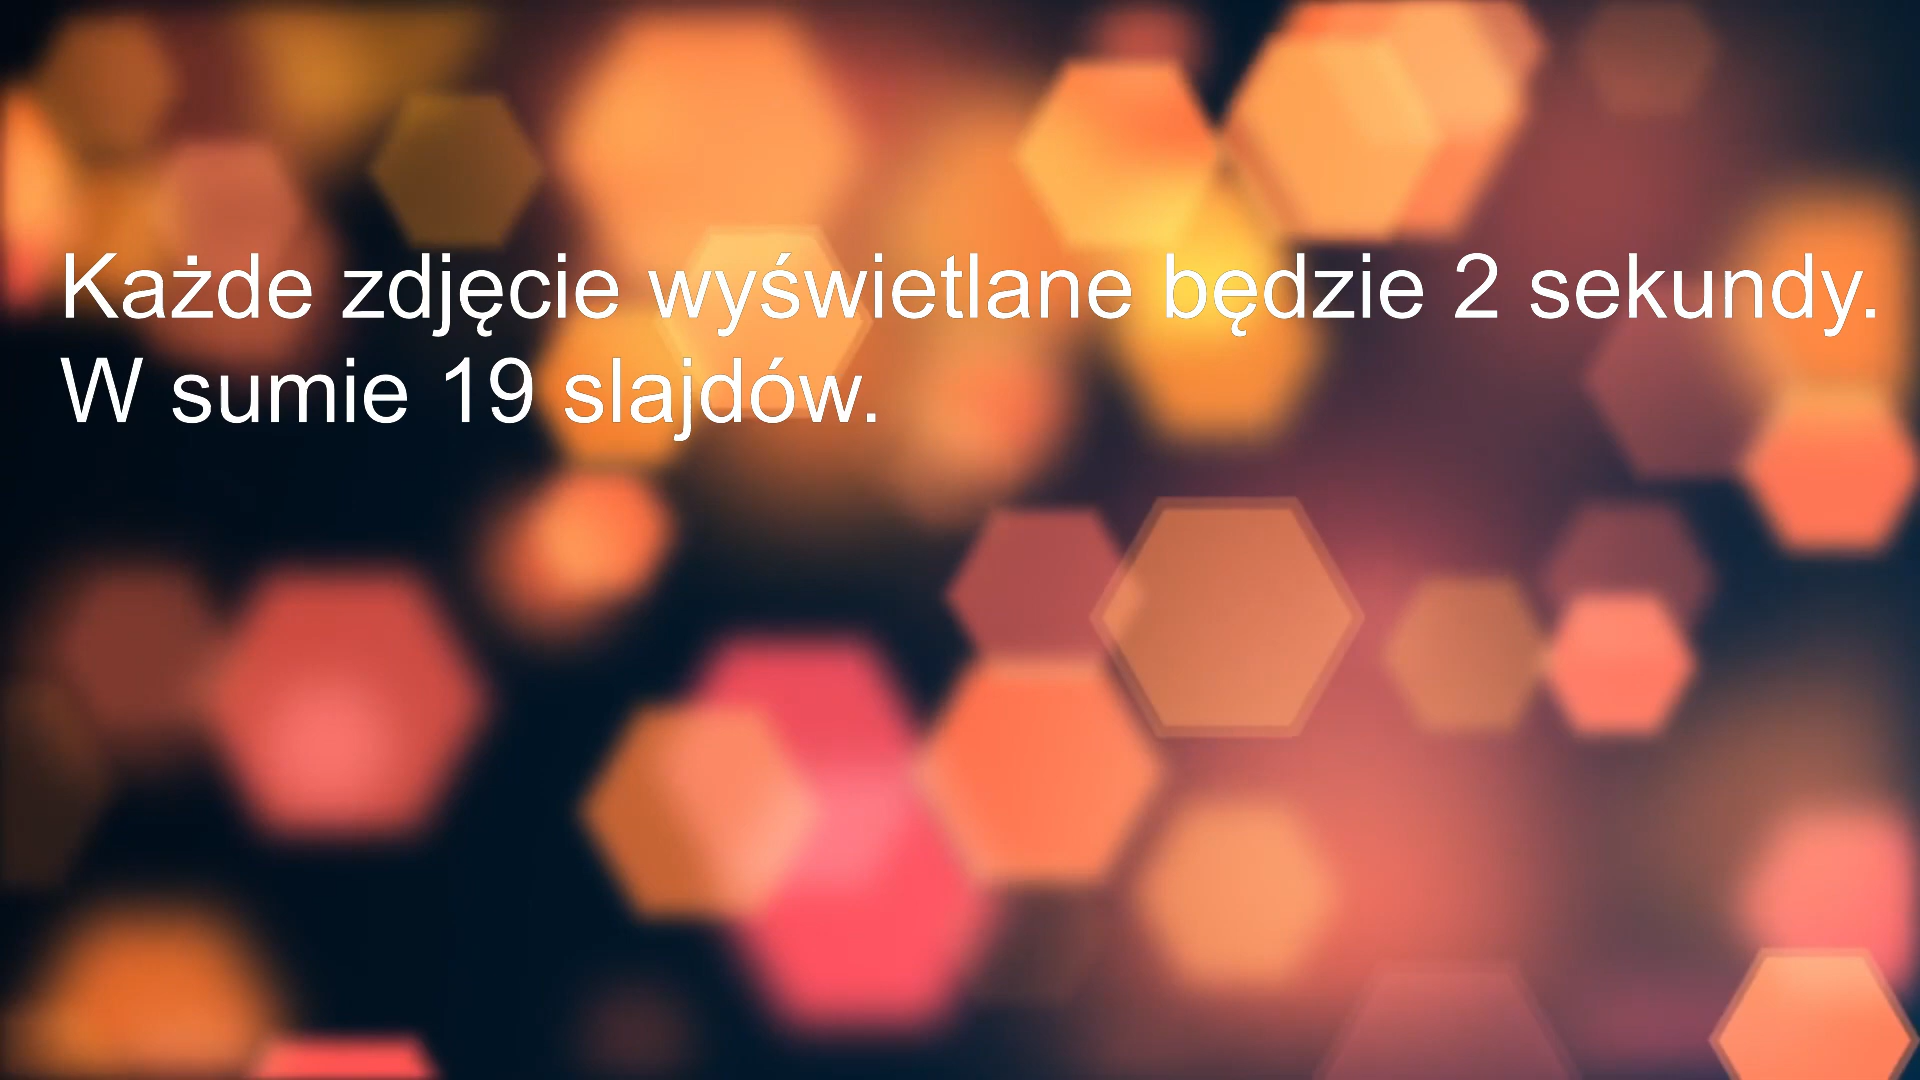 Każde zdjęcie wyświetlane będzie 2 sekundy.
W sumie 19 slajdów.